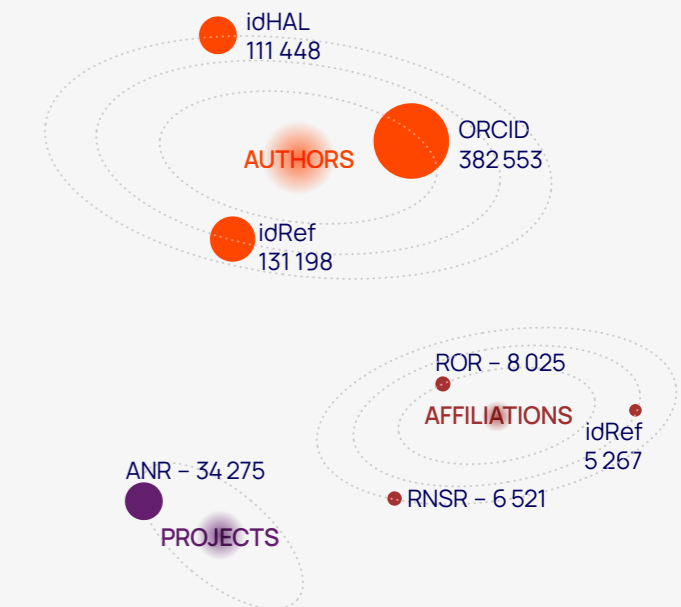 idHAL
111 448
ORCID
382 553
AUTHORS
idRef
131 198
ROR – 8 025
AFFILIATIONS
idRef
5 267
RNSR – 6 521
ANR – 34 275
PROJECTS